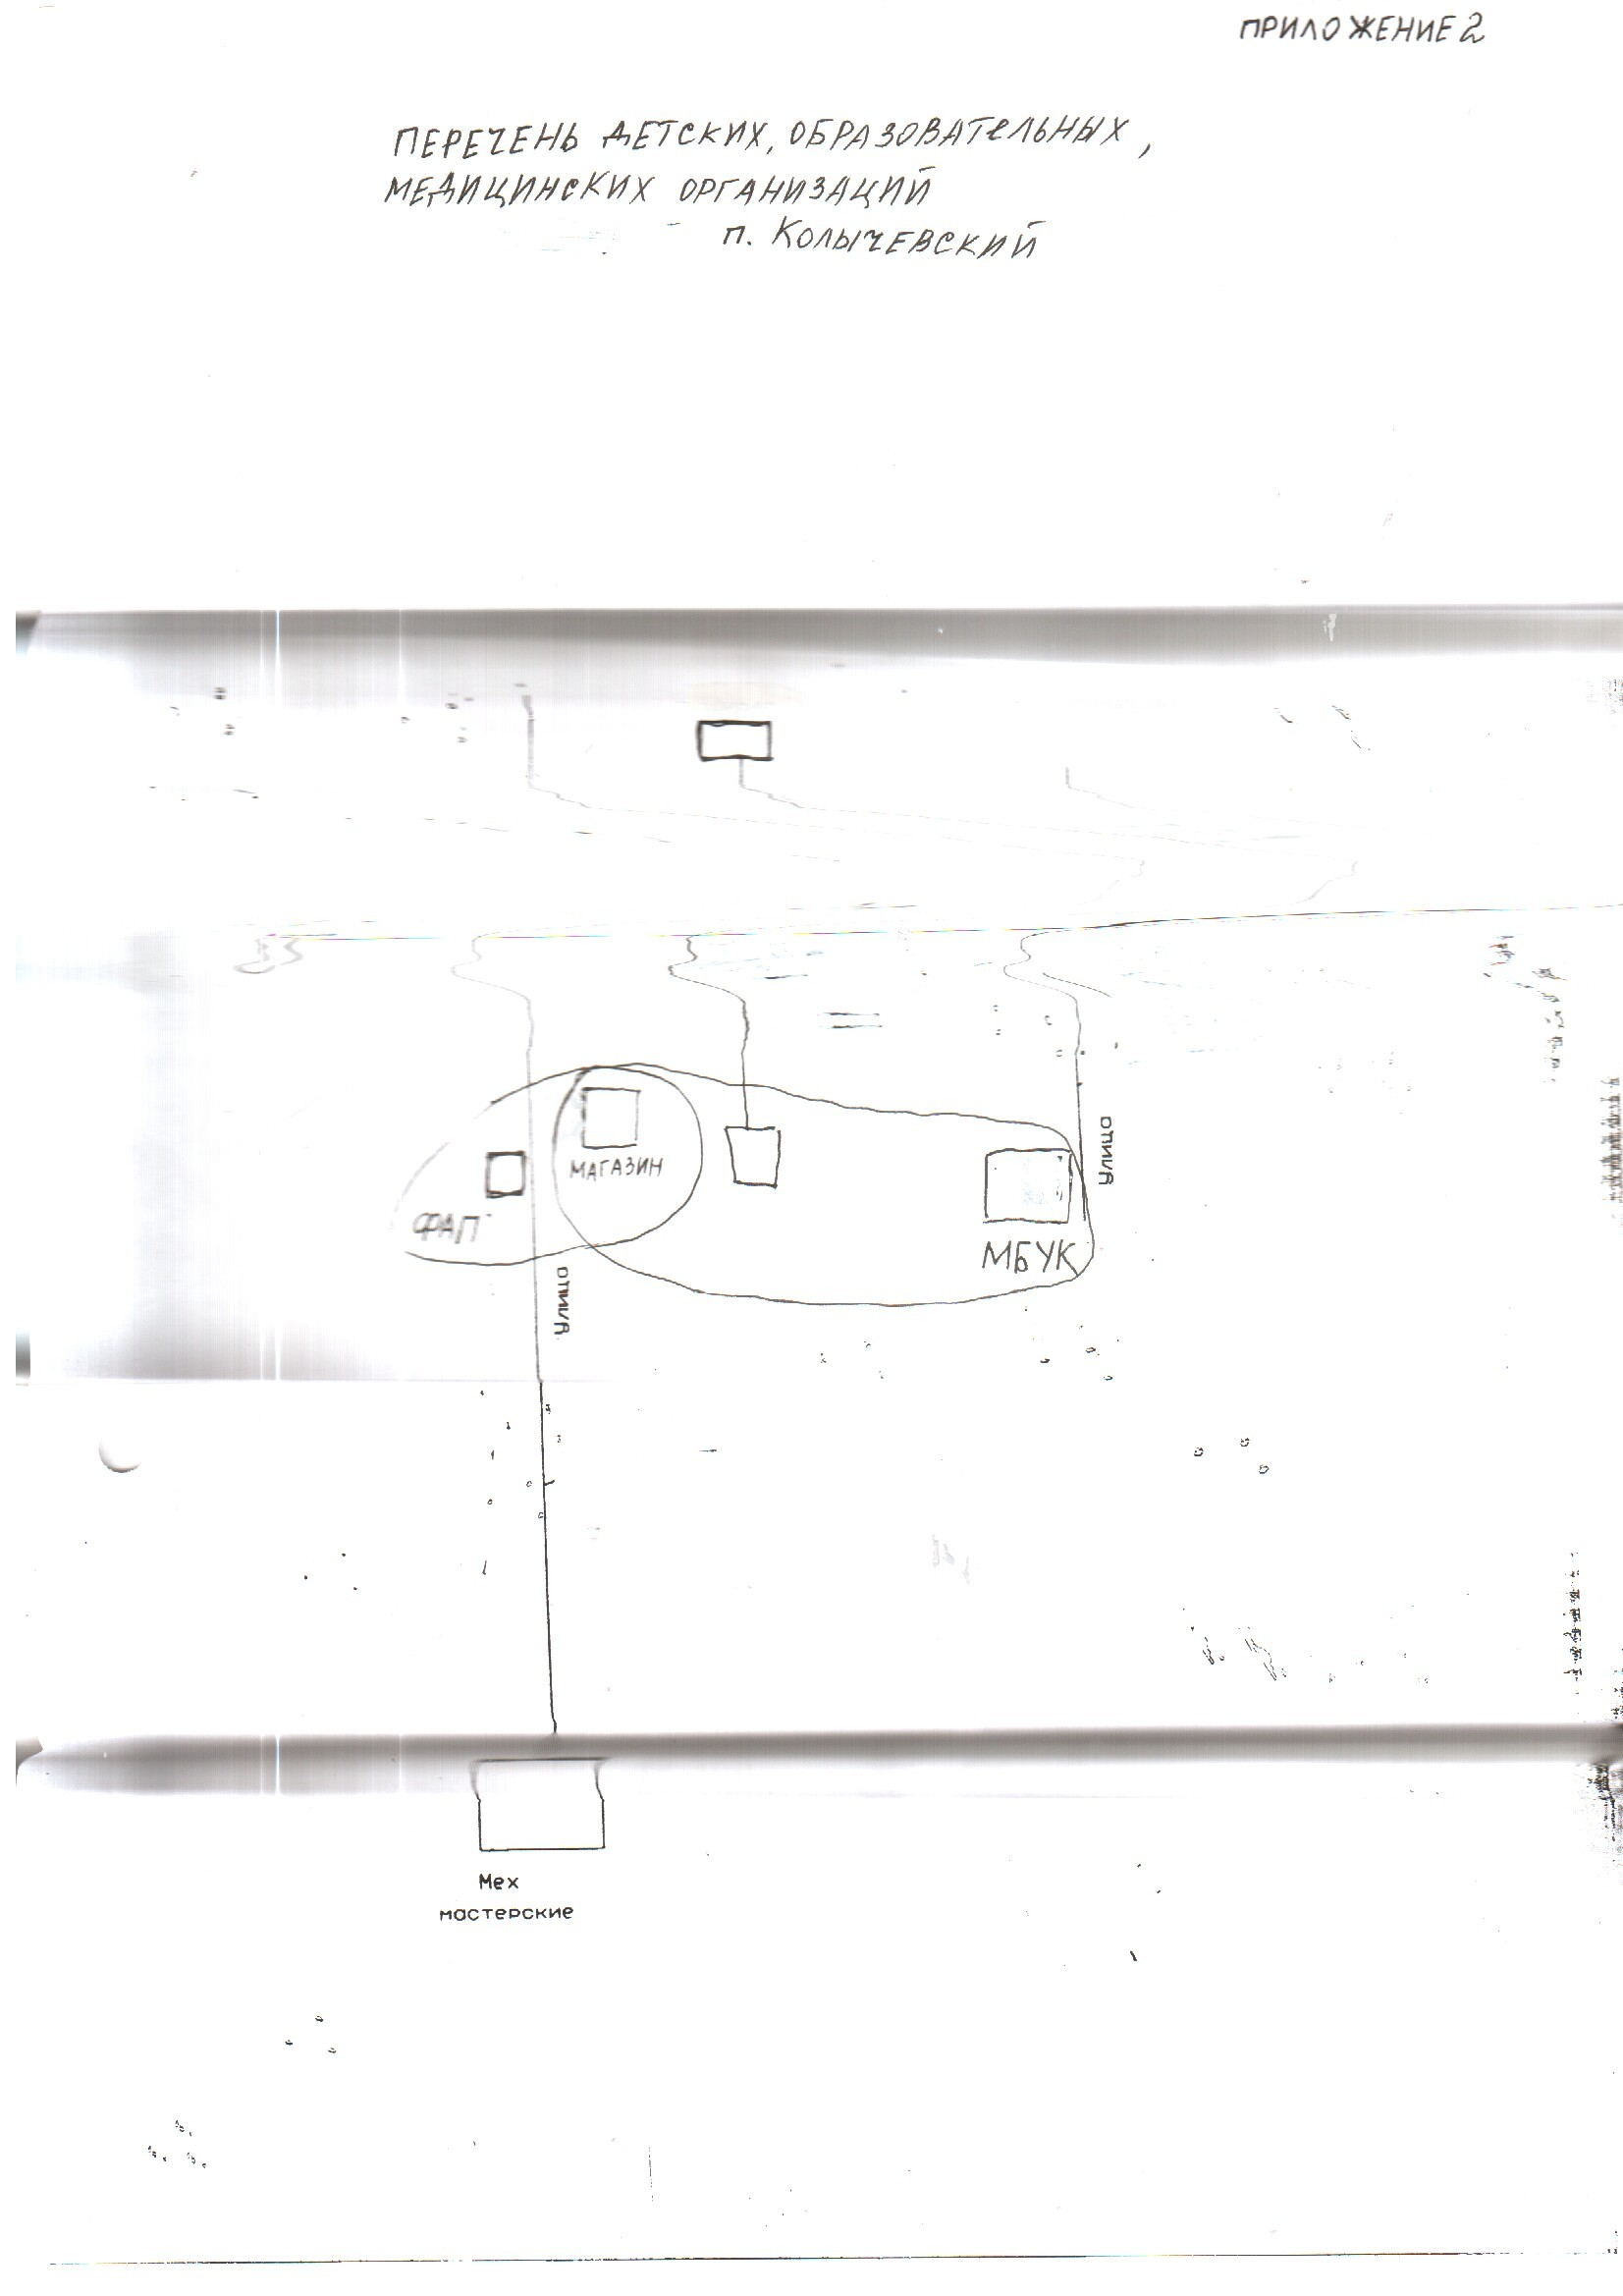 ПРИЛОЖЕНИЕ 2
ПЕРЕЧЕНЬ ДЕТСКИХ, ОБРАЗОВАТЕЛЬНЫХ,
МЕДИЦИНСКИХ ОРГАНИЗАЦИЙ
п. КОЛЫЧЕВСКИЙ
улица
МАГАЗИН
ФАП
МБУК
улица
Мех
мастерские